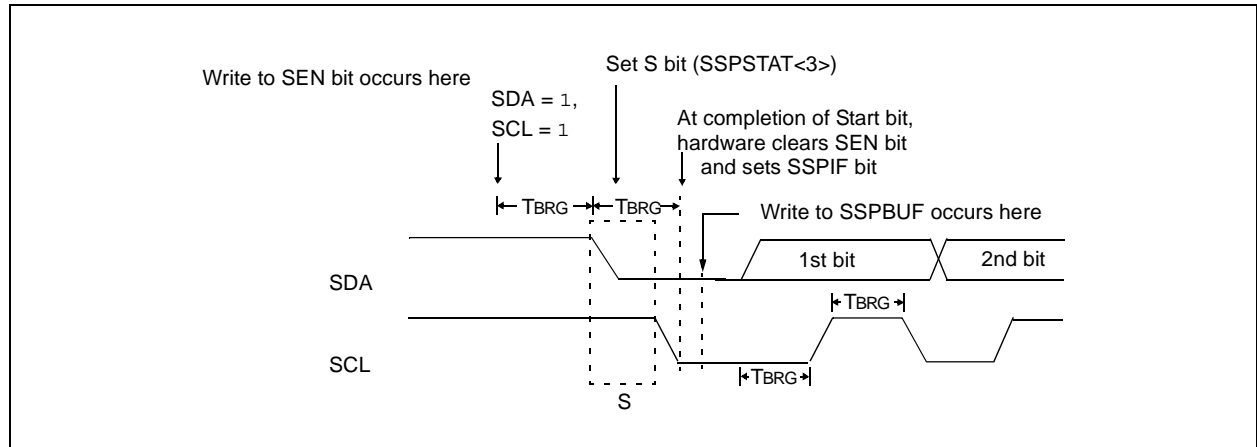 Write to SEN bit occurs here
Set S bit (SSPSTAT<3>)
SDA = 1,
SCL = 1
At completion of Start bit,
hardware clears SEN bit
and sets SSPIF bit
TBRG
TBRG
Write to SSPBUF occurs here
1st bit
2nd bit
SDA
TBRG
SCL
TBRG
S